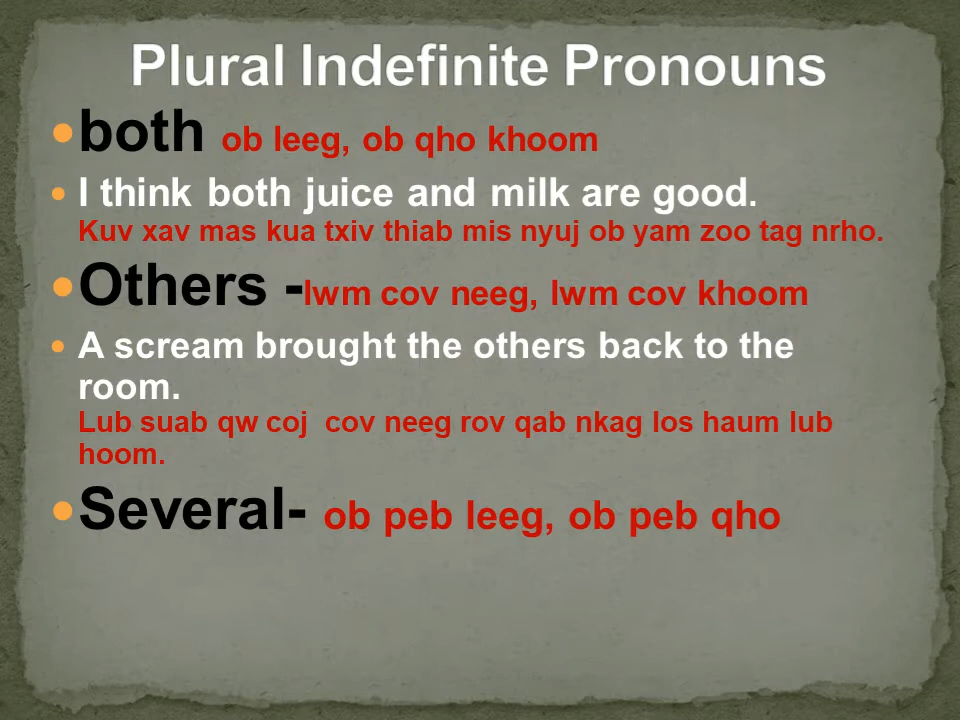 Plural Indefinite Pronouns
both ob leeg, ob qho khoom
I think both juice and milk are good.
Kuv xav mas kua txiv thiab mis nyuj ob yam zoo tag nrho.
Others -lwm cov neeg, lwm cov khoom
A scream brought the others back to the
room.
Lub suab qw coj  cov neeg rov qab nkag los haum lub
hoom.
Several- ob peb leeg, ob peb qho